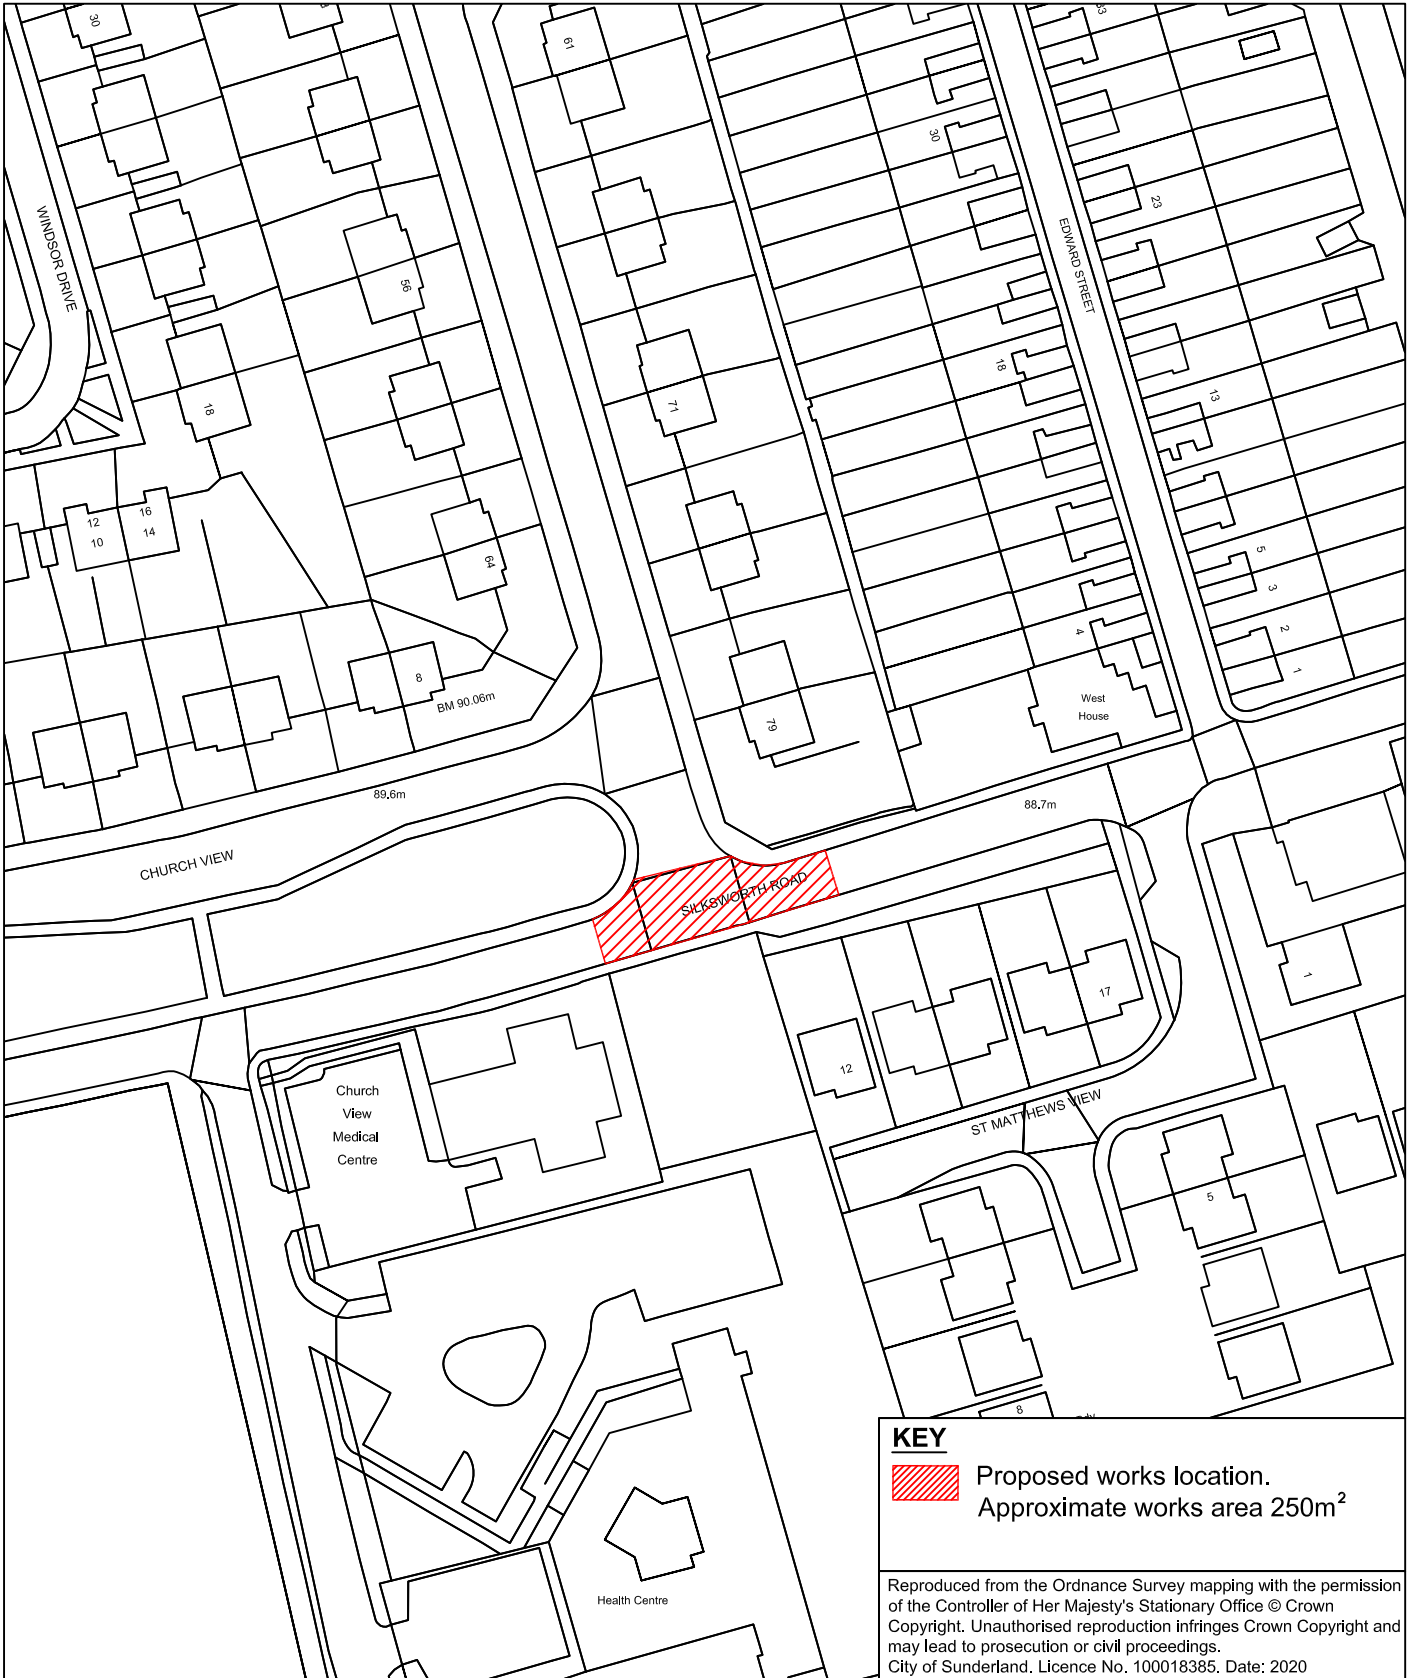 30
61
33
30
23
WINDSOR DRIVE
EDWARD STREET
56
18
13
71
18
12
16
10
14
64
5
3
4
2
1
8
BM 90.06m
West
House
79
89.6m
88.7m
CHURCH VIEW
SILKSWORTH ROAD
17
1
12
Church
View
Medical
Centre
ST MATTHEWS VIEW
5
8
Health Centre
KEY
Proposed works location.
Approximate works area 250m²
Reproduced from the Ordnance Survey mapping with the permission
of the Controller of Her Majesty's Stationary Office © Crown
Copyright. Unauthorised reproduction infringes Crown Copyright and
may lead to prosecution or civil proceedings.
City of Sunderland. Licence No. 100018385. Date: 2020